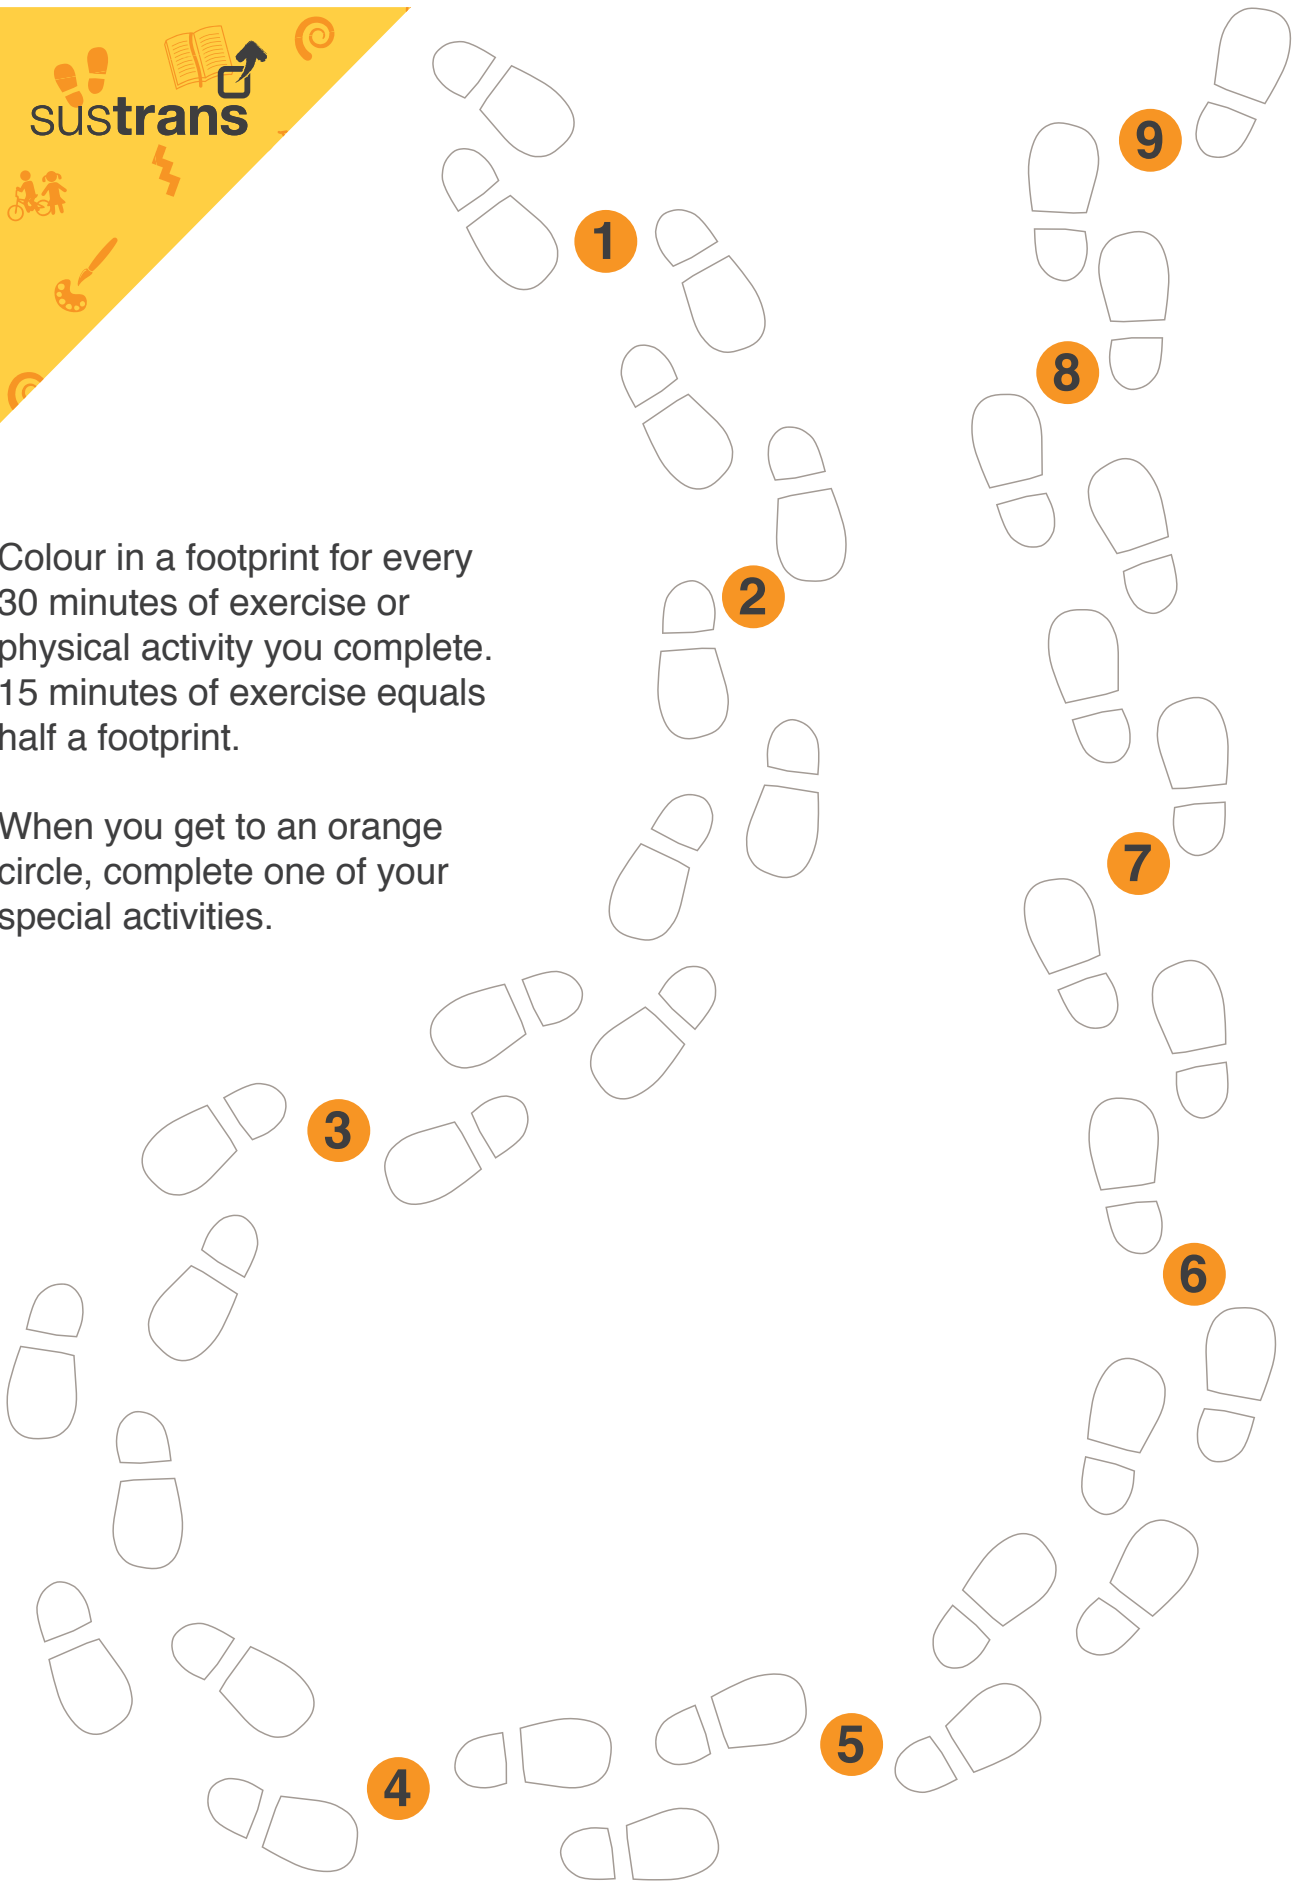 sustrans
1
2
3
4
5
6
7
8
9
Colour in a footprint for every
30 minutes of exercise or
physical activity you complete.
15 minutes of exercise equals
half a footprint.
When you get to an orange
circle, complete one of your
special activities.